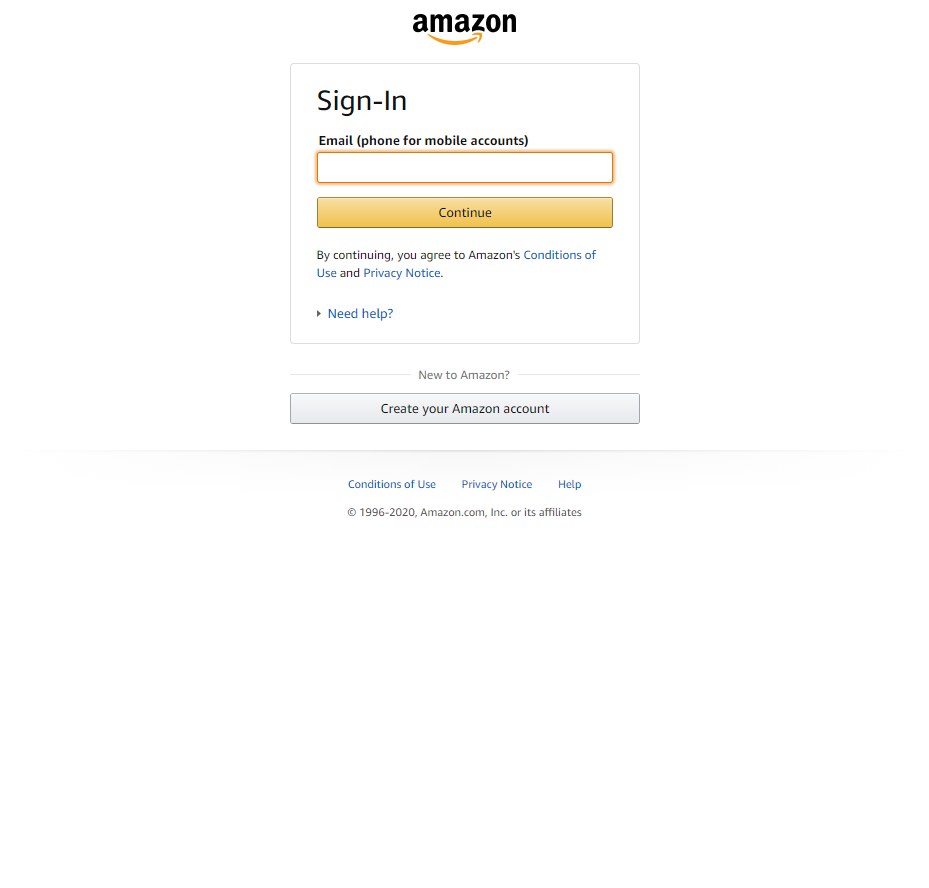 amazon
Sign-In
Email (phone for mobile accounts)
Continue
By continuing, you agree to Amazon's Conditions of
Use and Privacy Notice.
Need help?
New to Amazon?
Create your Amazon account
Conditions of Use Privacy Notice Help
© 1996-2020, Amazon.com, Inc. or its affiliates